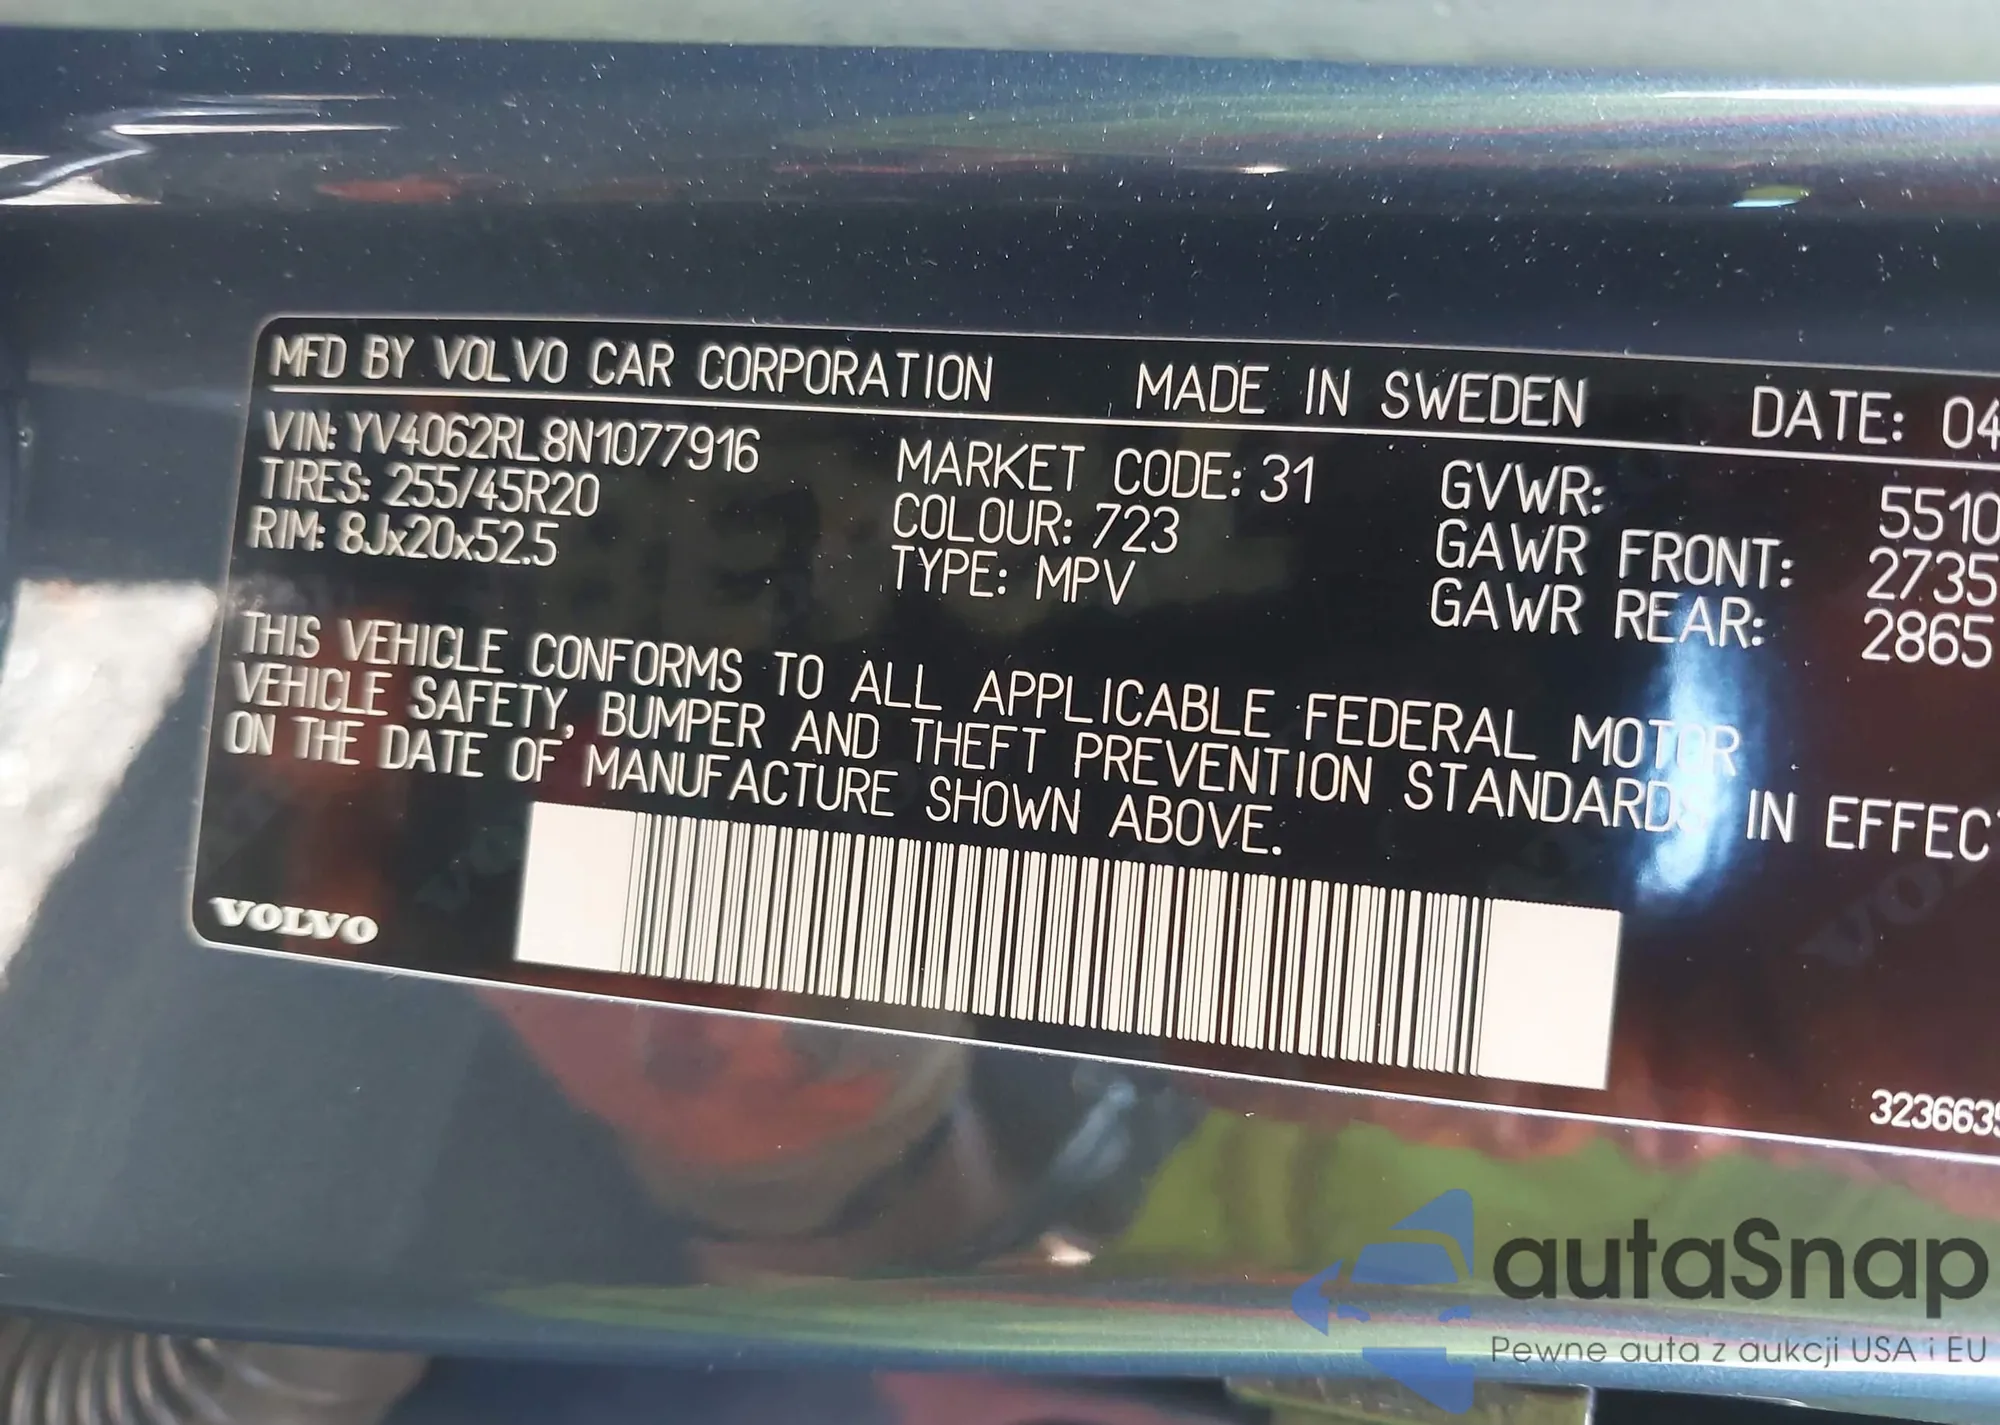 MFD BY VOLVO CAR CORPORATION MADE IN SWEDEN DATE: 04
VIN: YV4062RL8N1077916 MARKET CODE: 31 GVWR: 5510
TIRES: 255/45R20 COLOUR: 723 GAWR FRONT: 2735
RIM: 8Jx20x52.5 TYPE: MPV GAWR REAR: 2865
THIS VEHICLE CONFORMS TO ALL APPLICABLE FEDERAL MOTOR
VEHICLE SAFETY, BUMPER AND THEFT PREVENTION STANDARDS IN EFFECT
ON THE DATE OF MANUFACTURE SHOWN ABOVE.
VOLVO
3236635
autaSnap
Pewne auta z aukcji USA i EU